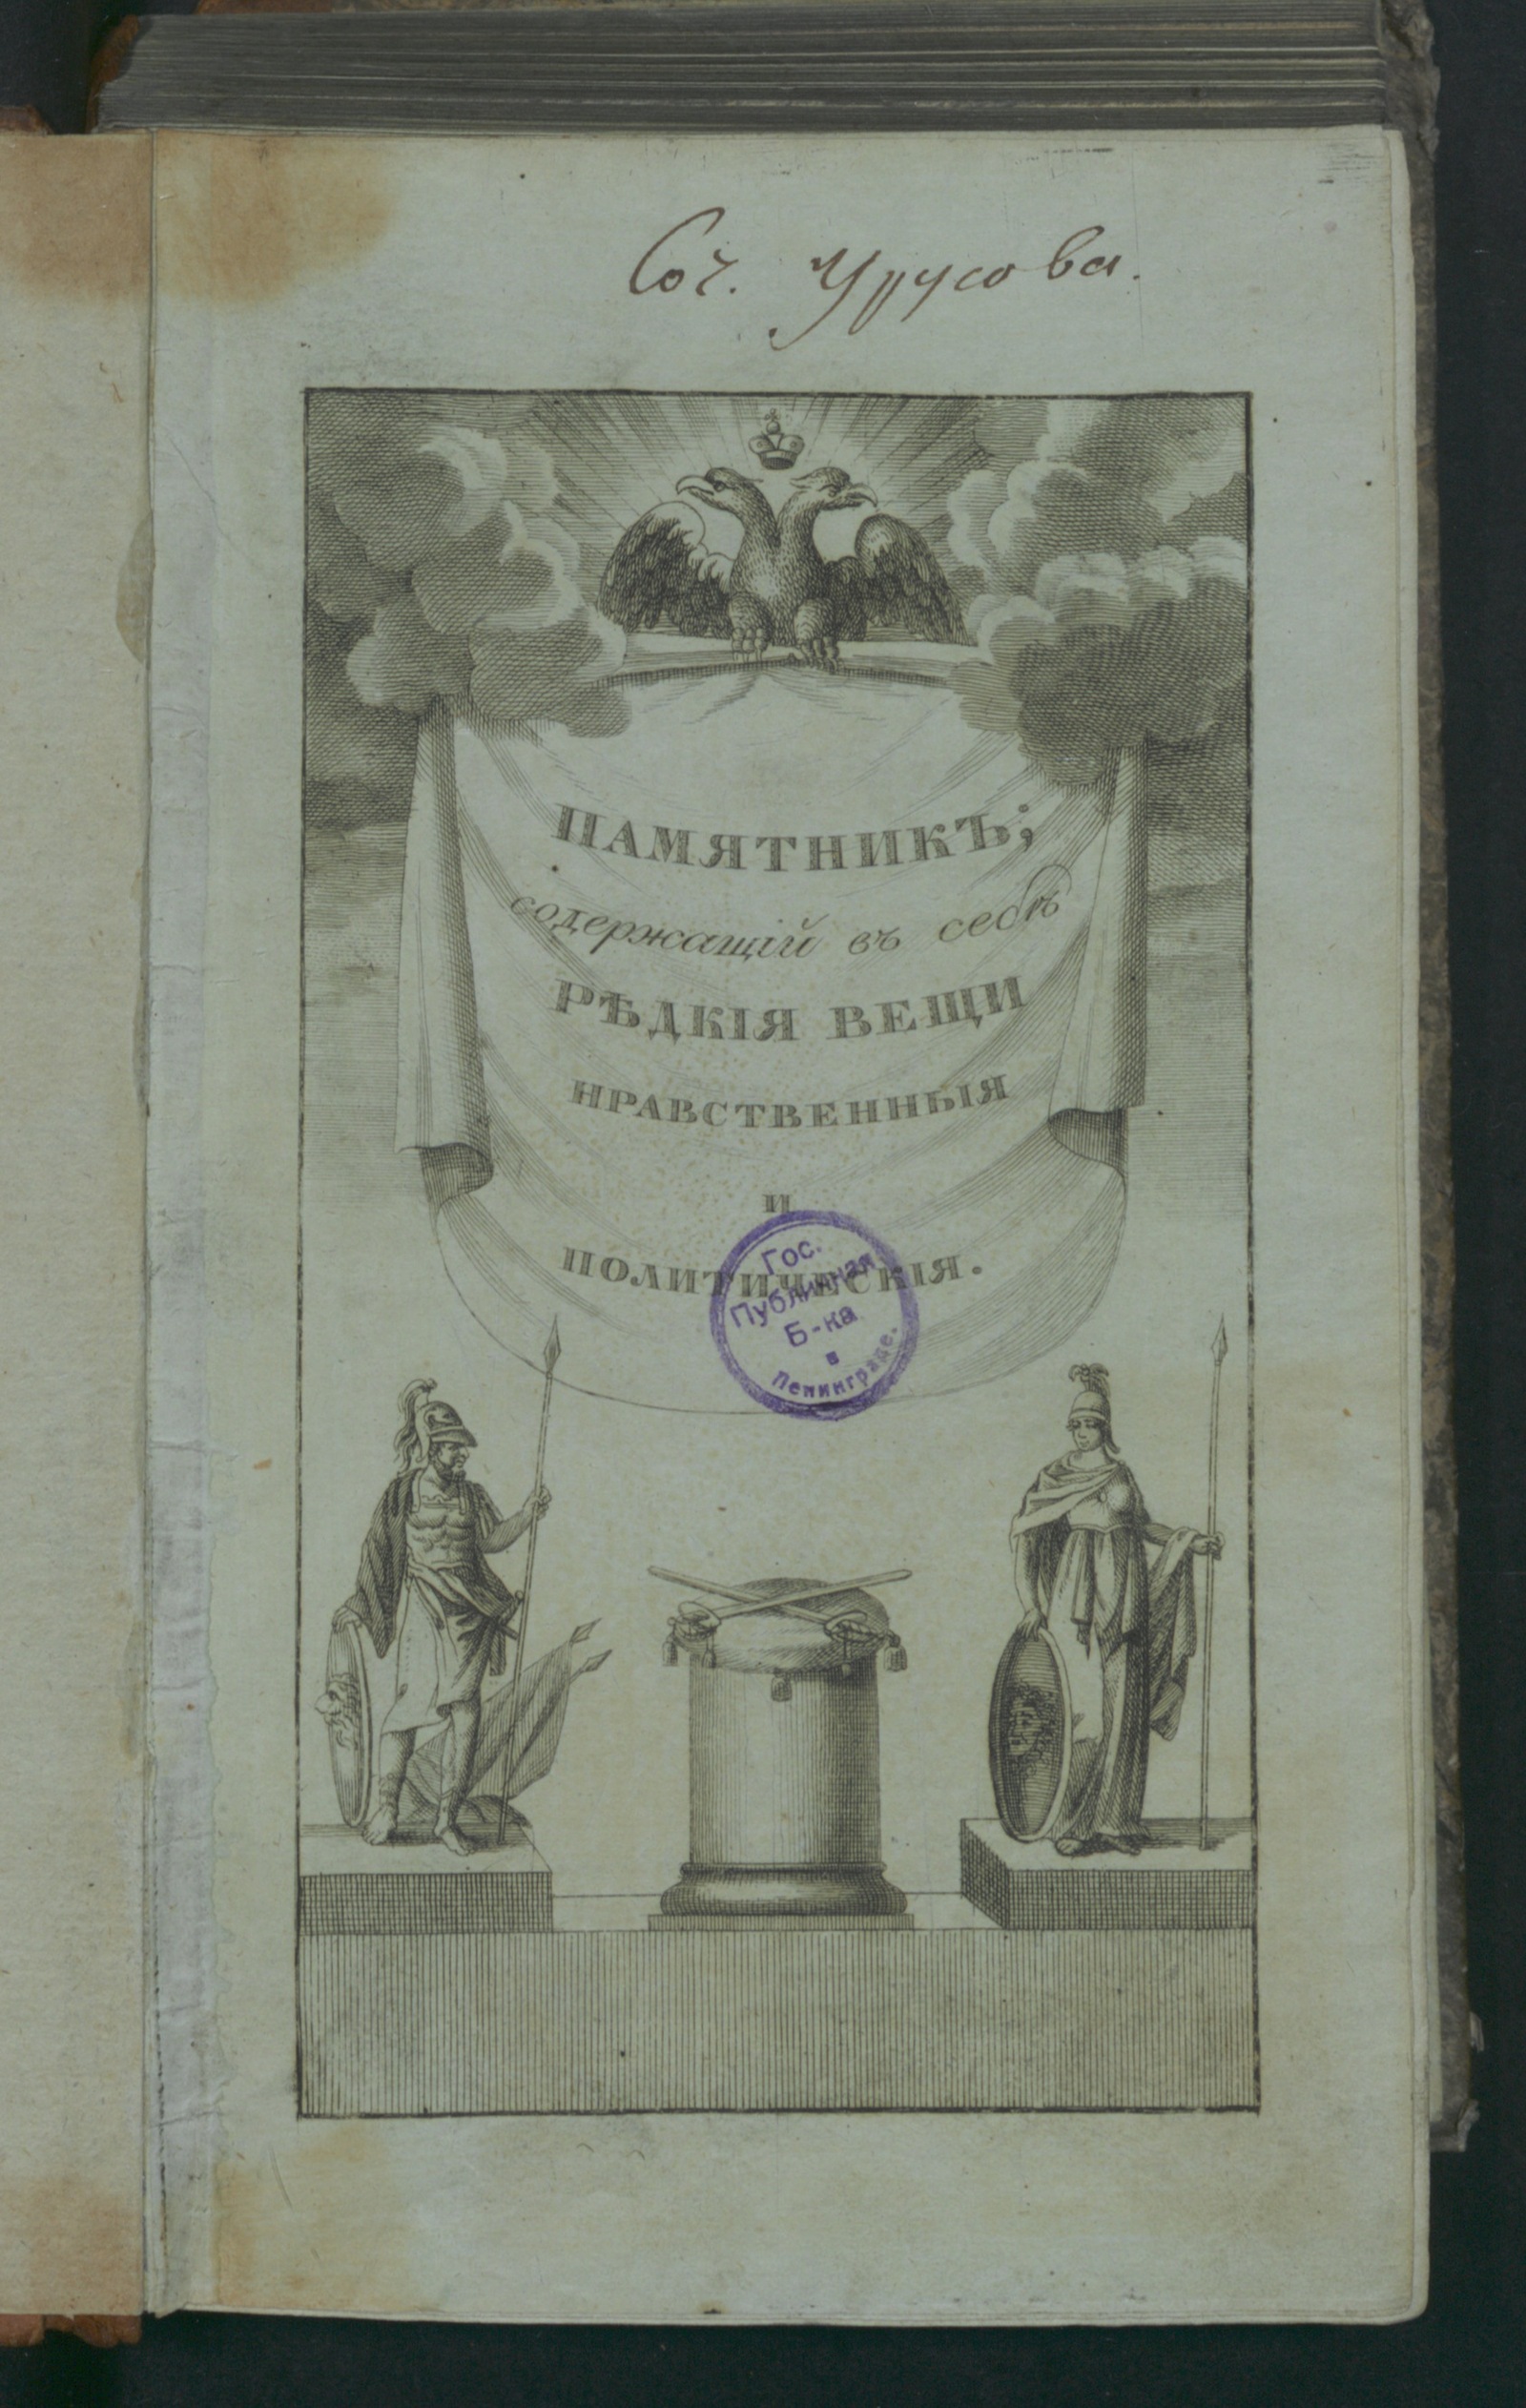 Соч. Урусова.
ПАМЯТНИКЪ;
содержащій въ себѣ
РѢДКІЯ ВЕЩИ
НРАВСТВЕННЫЯ
И
ПОЛИТИЧЕСКІЯ.
Гос.
Публичная
Б-ка
в
Ленинграде.